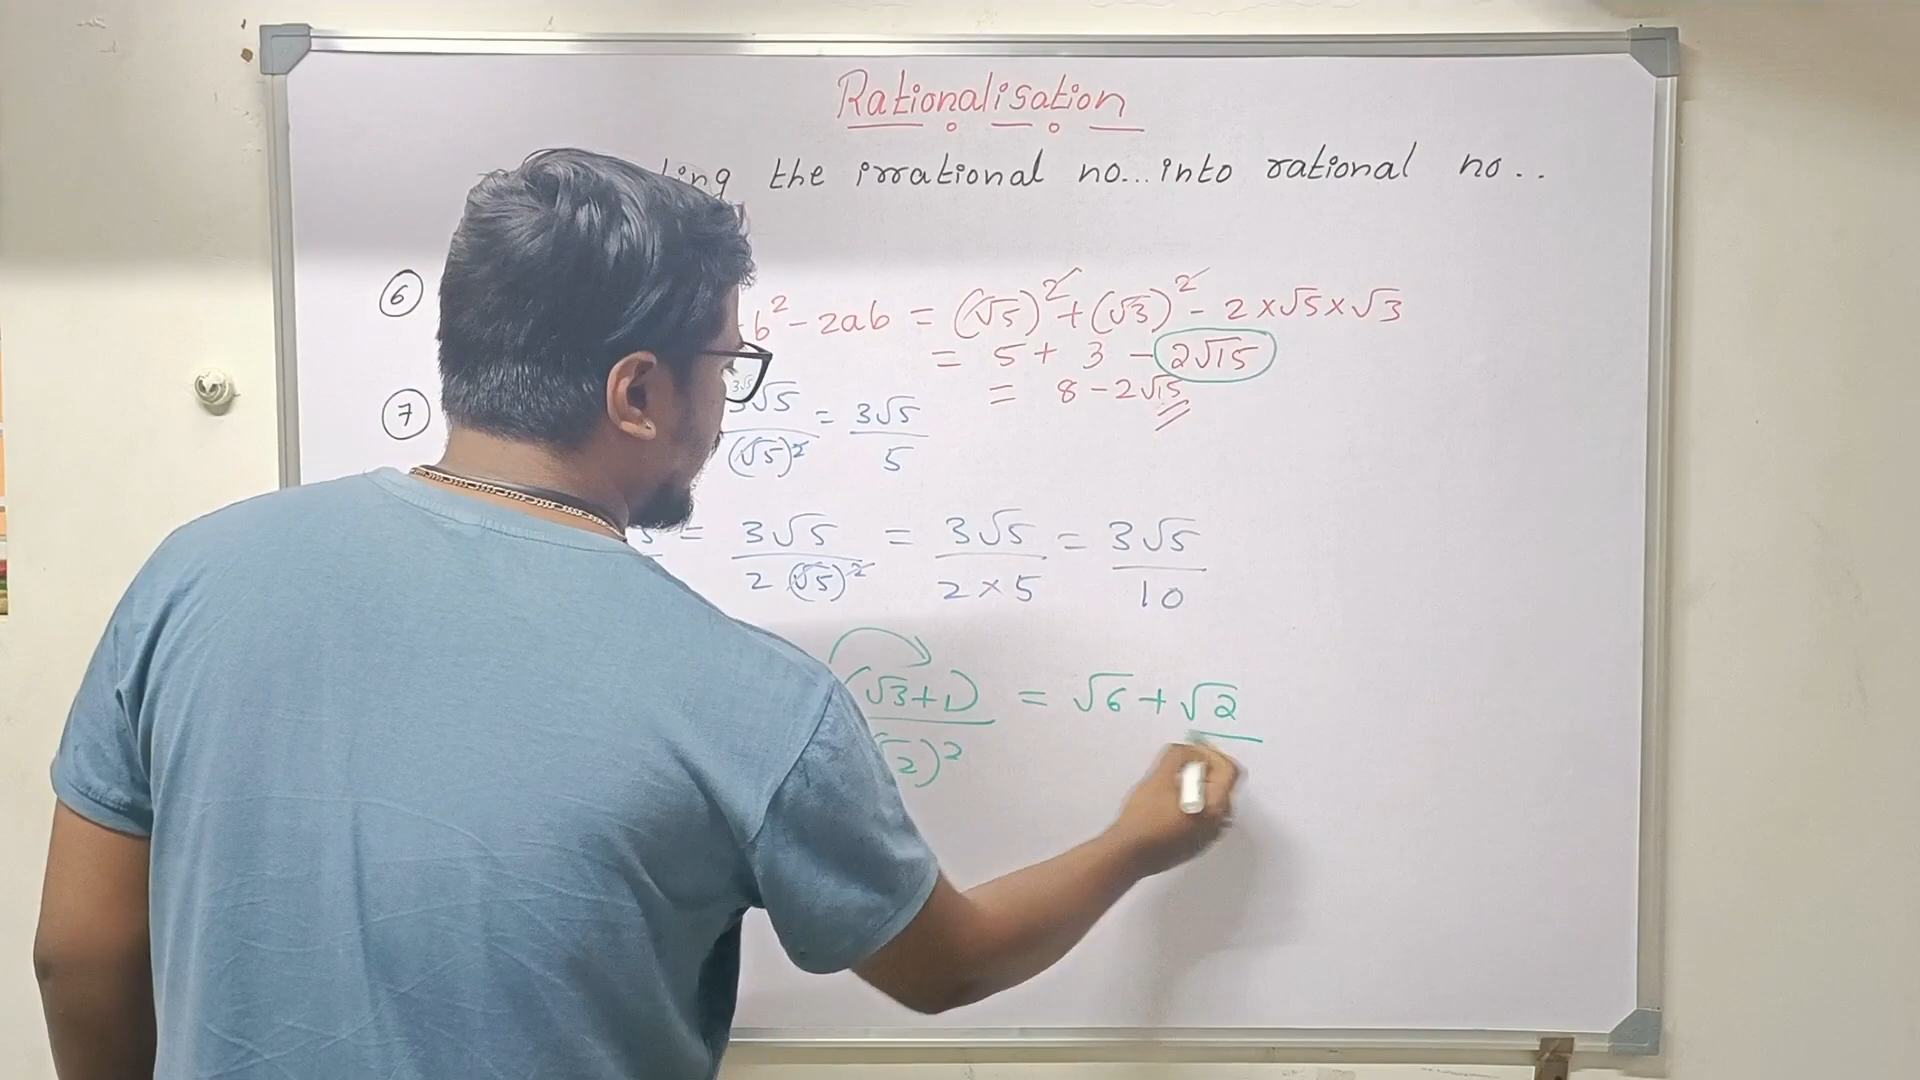 Rationalisation
ting the irrational no... into rational no..
6 b² - 2ab = (√5)² + (√3)² - 2 × √5 × √3
= 5 + 3 - 2√15
= 8 - 2√15
7 3√5 / (√5)² = 3√5 / 5
= 3√5 / 2(√5)² = 3√5 / 2 × 5 = 3√5 / 10
(√3+1) / √2)² = √6 + √2